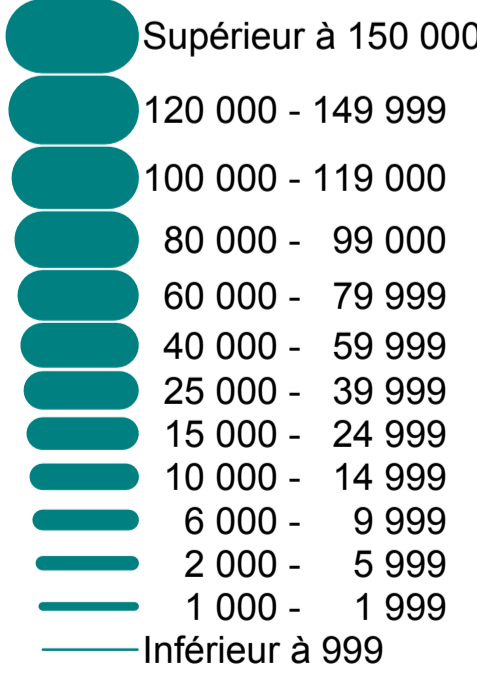 Supérieur à 150 000
120 000 - 149 999
100 000 - 119 000
80 000 - 99 000
60 000 - 79 999
40 000 - 59 999
25 000 - 39 999
15 000 - 24 999
10 000 - 14 999
6 000 - 9 999
2 000 - 5 999
1 000 - 1 999
Inférieur à 999